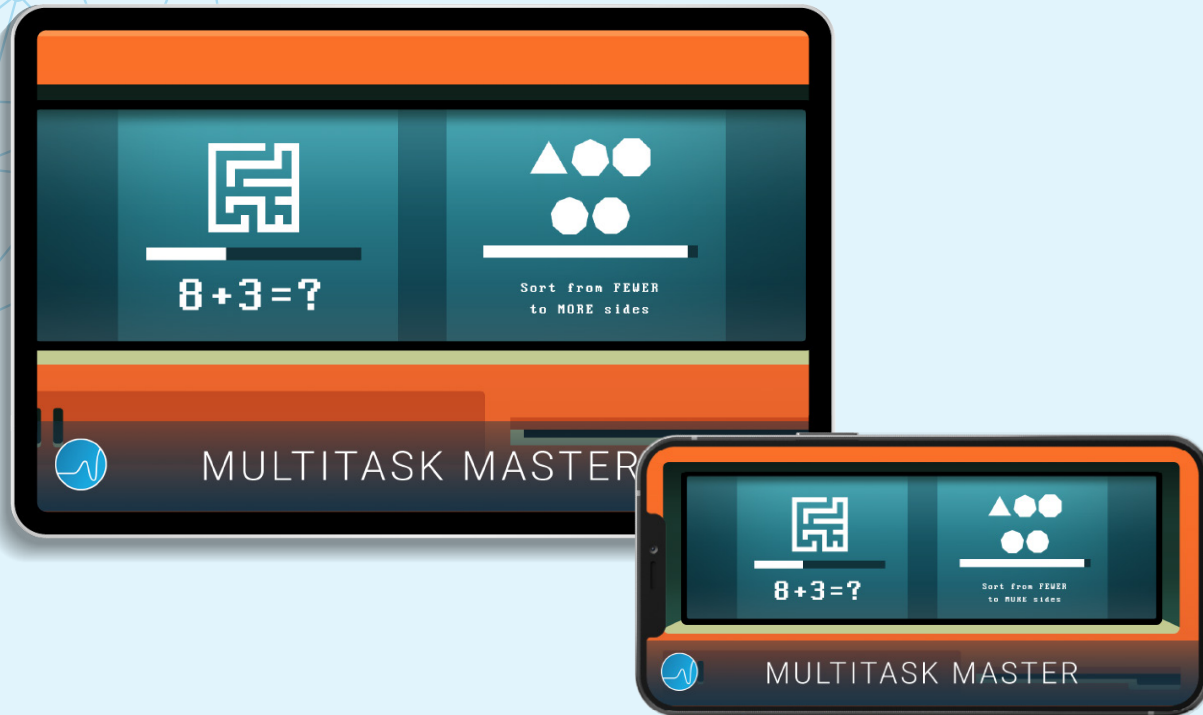 8+3=?
Sort from FEWER
to MORE sides
MULTITASK MASTER
8+3=?
Sort from FEWER
to MORE sides
MULTITASK MASTER